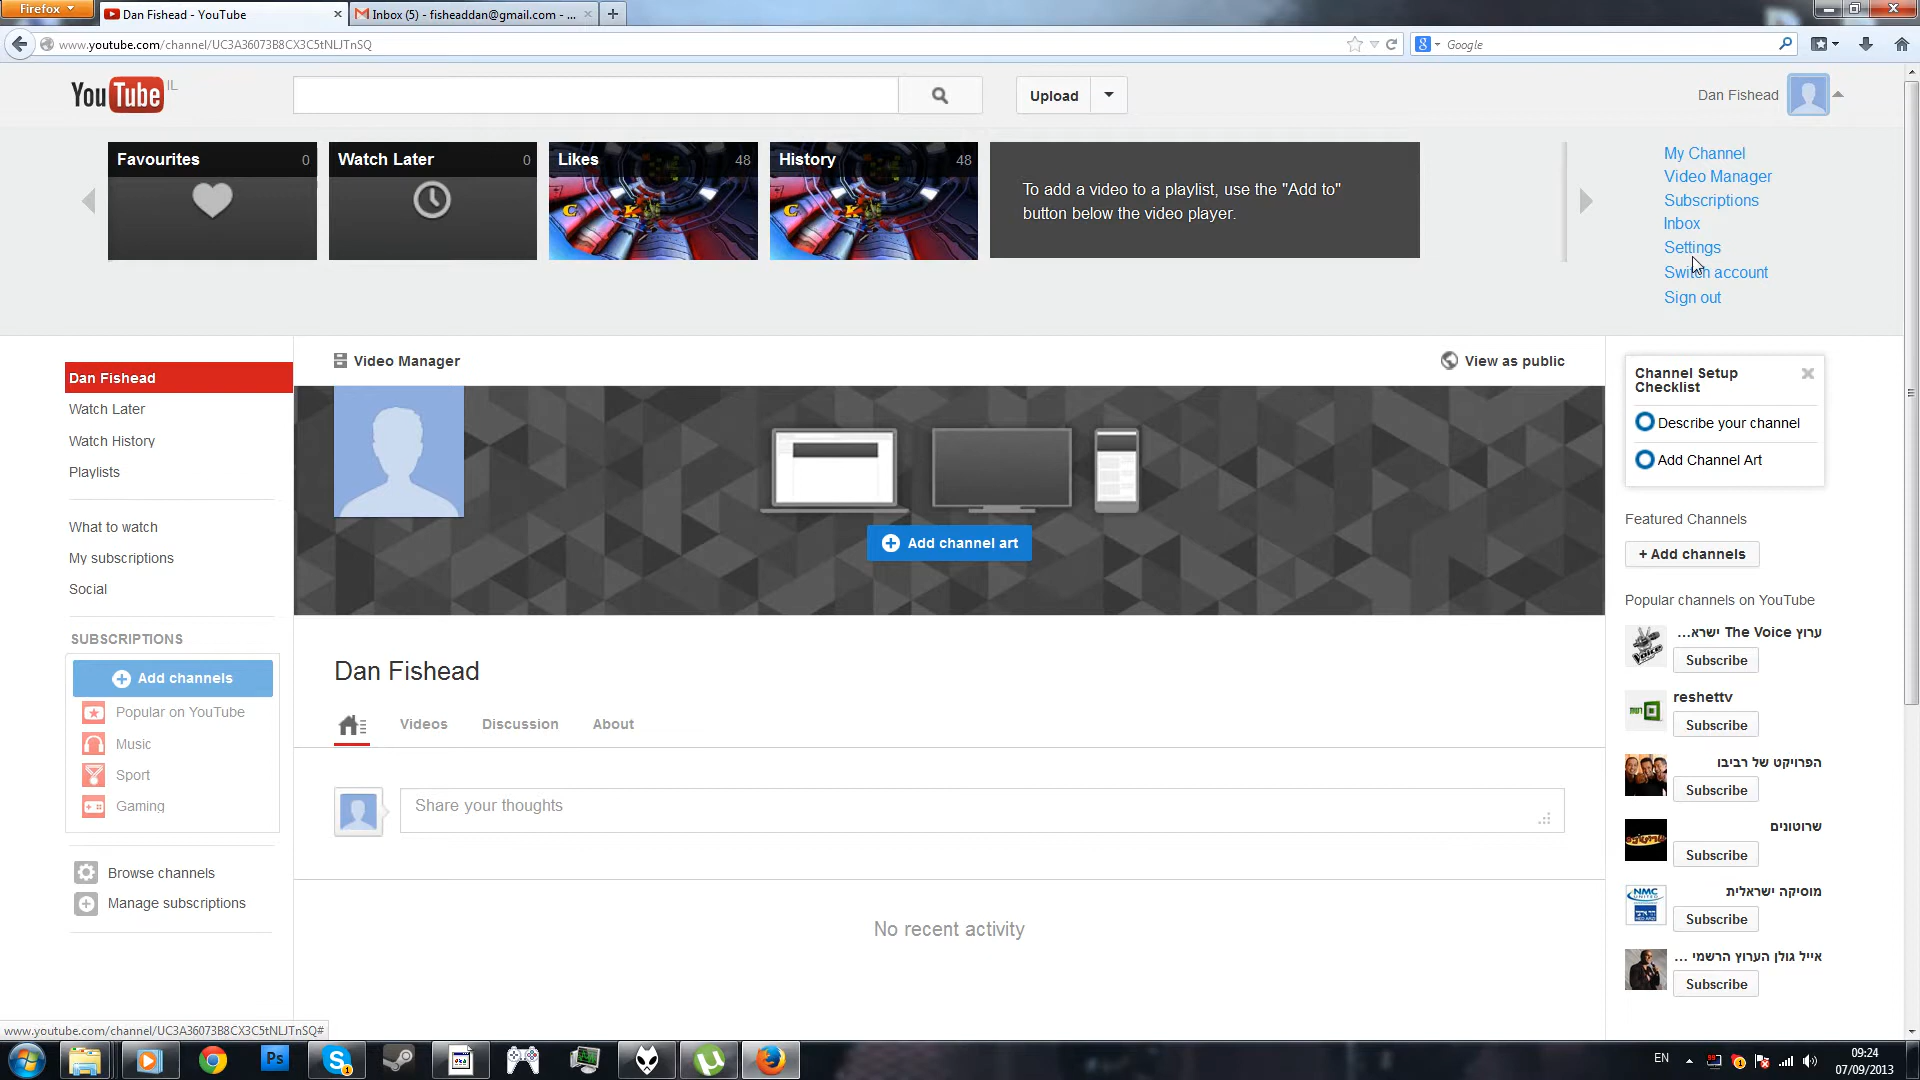 Firefox
Dan Fishead - YouTube
Inbox (5) - fisheaddan@gmail.com - ...
www.youtube.com/channel/UC3A36073B8CX3C5tNLJTnSQ
Google
YouTube IL
Upload
Dan Fishead
Favourites 0
Watch Later 0
Likes 48
History 48
To add a video to a playlist, use the "Add to"
button below the video player.
My Channel
Video Manager
Subscriptions
Inbox
Settings
Switch account
Sign out
Dan Fishead
Watch Later
Watch History
Playlists
What to watch
My subscriptions
Social
SUBSCRIPTIONS
Add channels
Popular on YouTube
Music
Sport
Gaming
Browse channels
Manage subscriptions
Video Manager
View as public
Add channel art
Dan Fishead
Videos
Discussion
About
Share your thoughts
No recent activity
Channel Setup
Checklist
Describe your channel
Add Channel Art
Featured Channels
+ Add channels
Popular channels on YouTube
ערוץ The Voice ישרא...
Subscribe
reshettv
Subscribe
הפרויקט של רביבו
Subscribe
שרוטונים
Subscribe
מוסיקה ישראלית
Subscribe
אייל גולן הערוץ הרשמי ...
Subscribe
www.youtube.com/channel/UC3A36073B8CX3C5tNLJTnSQ#
Ps
EN
09:24
07/09/2013